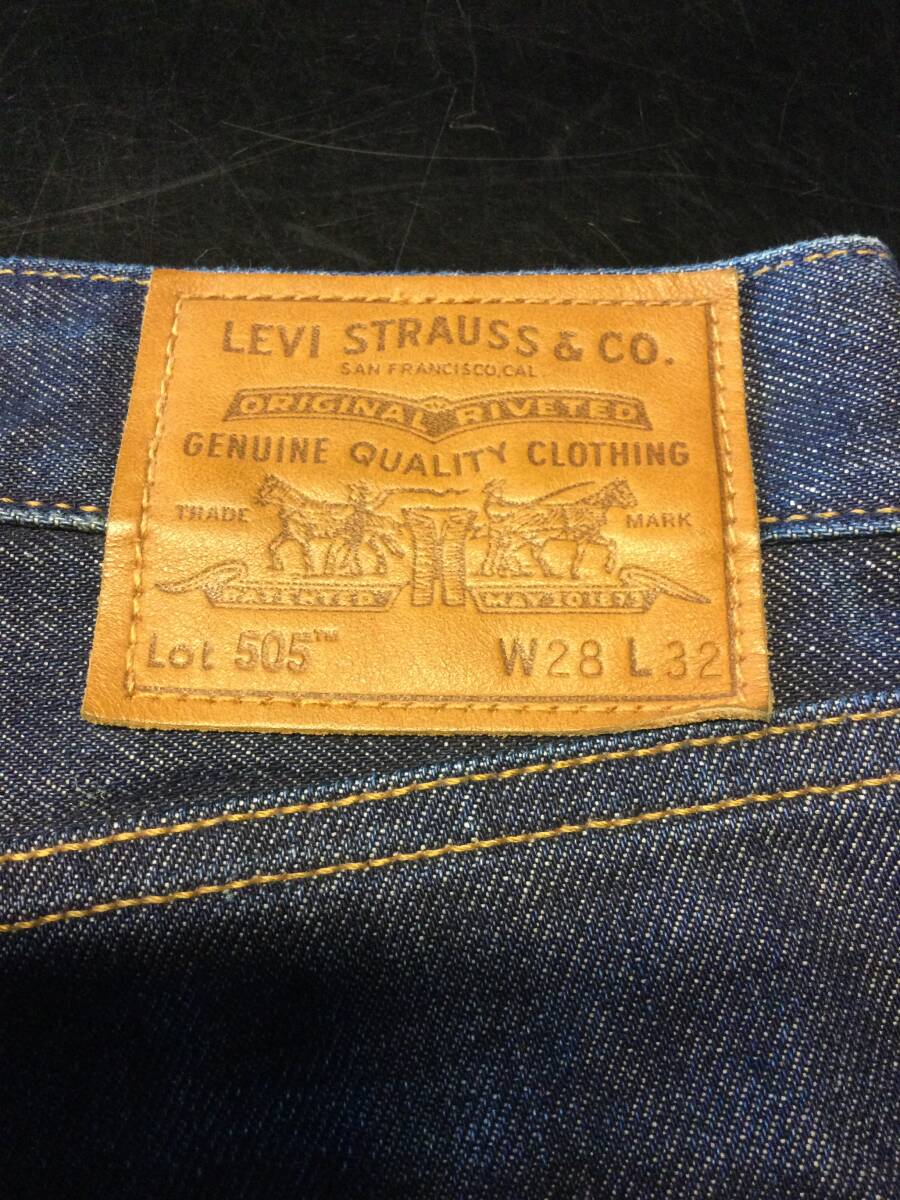 LEVI STRAUSS & CO.
SAN FRANCISCO, CAL
ORIGINAL RIVETED
GENUINE QUALITY CLOTHING
TRADE MARK
PATENTED MAY 20 1873
Lot 505™ W28 L32